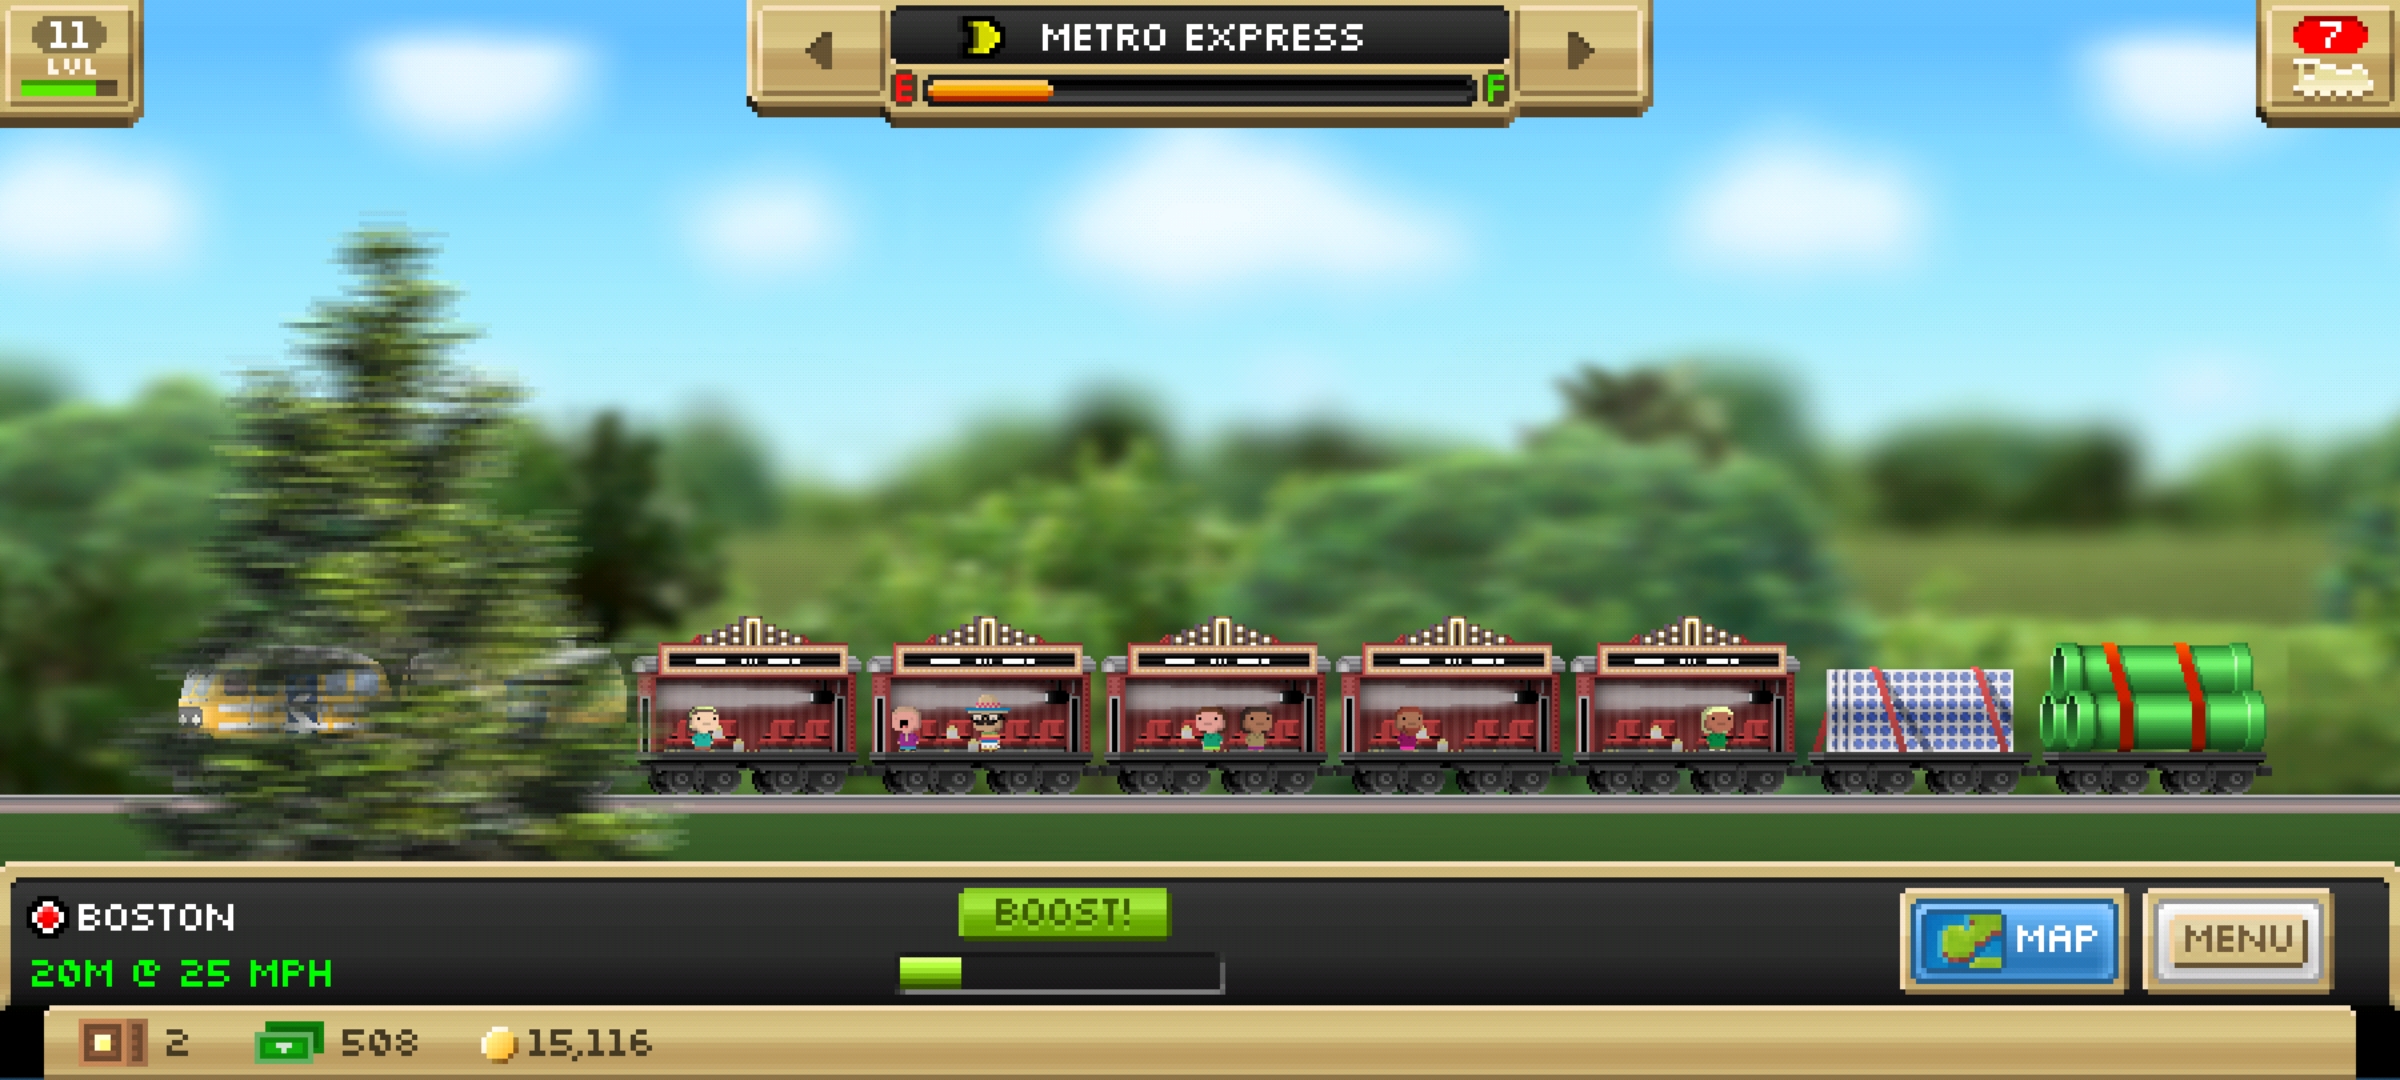 11
LVL
METRO EXPRESS
E F
7
BOSTON
20M @ 25 MPH
BOOST!
MAP
MENU
2 508 15,116